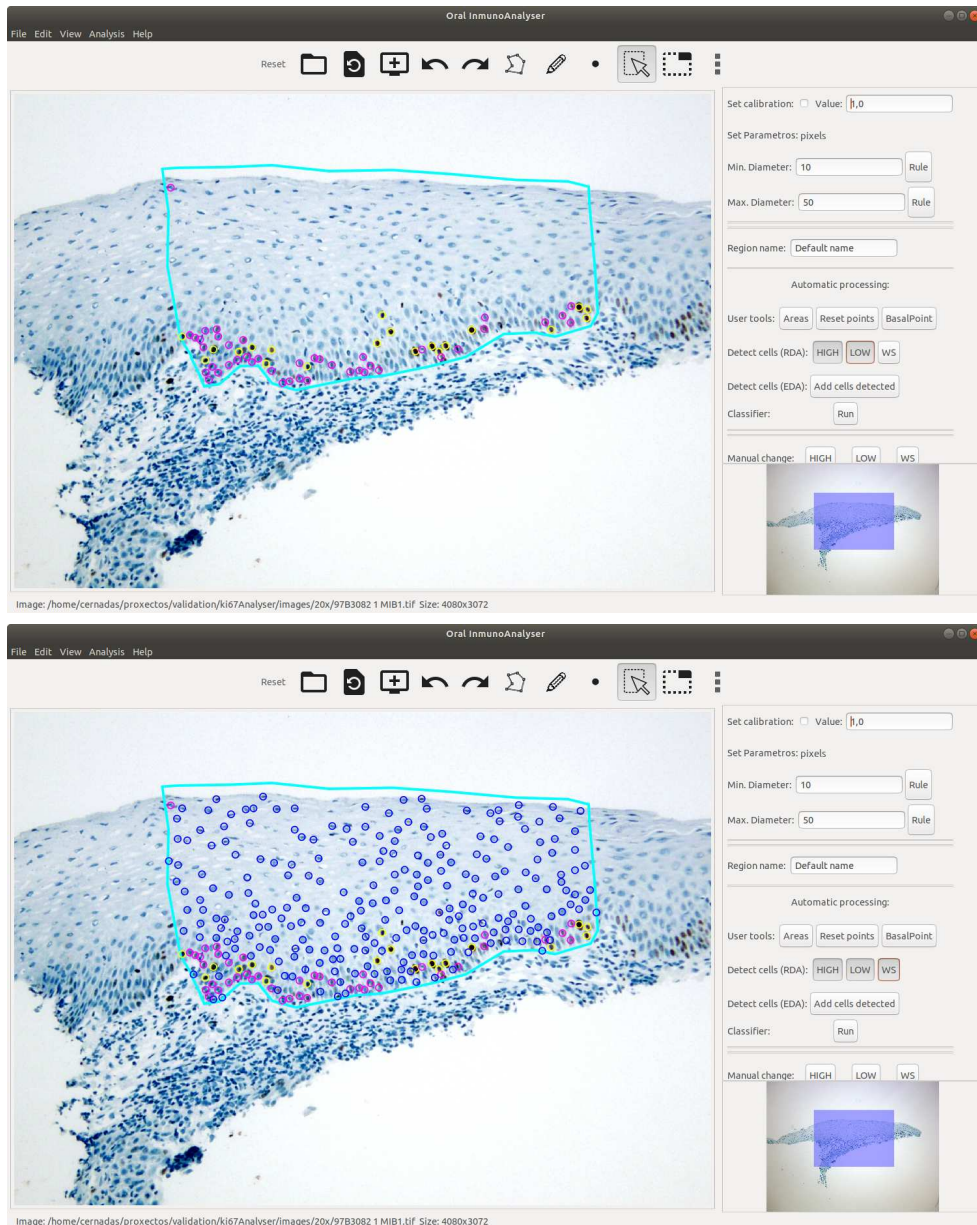 Oral InmunoAnalyser
File Edit View Analysis Help
Reset
Set calibration: Value: 1,0
Set Parametros: pixels
Min. Diameter: 10 Rule
Max. Diameter: 50 Rule
Region name: Default name
Automatic processing:
User tools: Areas Reset points BasalPoint
Detect cells (RDA): HIGH LOW WS
Detect cells (EDA): Add cells detected
Classifier: Run
Manual change: HIGH LOW WS
Image: /home/cernadas/proxectos/validation/ki67Analyser/images/20x/97B3082 1 MIB1.tif Size: 4080x3072
Oral InmunoAnalyser
File Edit View Analysis Help
Reset
Set calibration: Value: 1,0
Set Parametros: pixels
Min. Diameter: 10 Rule
Max. Diameter: 50 Rule
Region name: Default name
Automatic processing:
User tools: Areas Reset points BasalPoint
Detect cells (RDA): HIGH LOW WS
Detect cells (EDA): Add cells detected
Classifier: Run
Manual change: HIGH LOW WS
Image: /home/cernadas/proxectos/validation/ki67Analyser/images/20x/97B3082 1 MIB1.tif Size: 4080x3072